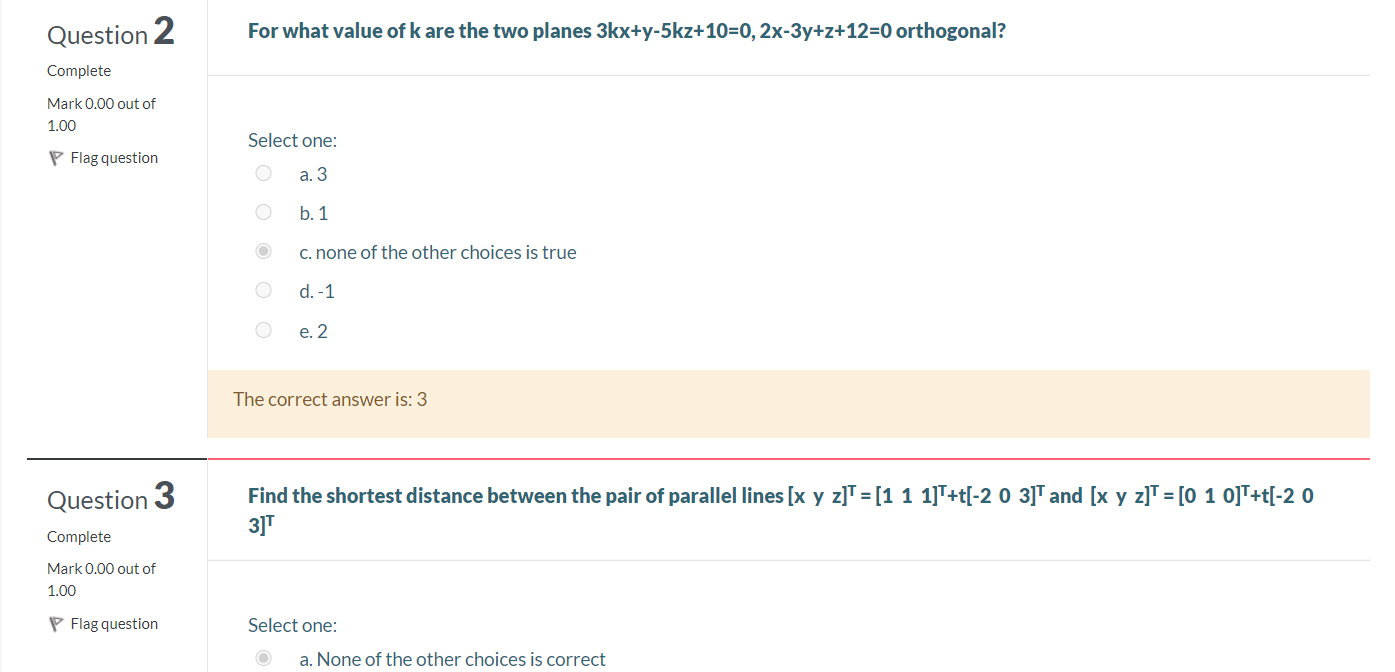 Question 2
Complete
Mark 0.00 out of
1.00
Flag question
For what value of k are the two planes 3kx+y-5kz+10=0, 2x-3y+z+12=0 orthogonal?
Select one:
a. 3
b. 1
c. none of the other choices is true
d. -1
e. 2
The correct answer is: 3
Question 3
Complete
Mark 0.00 out of
1.00
Flag question
Find the shortest distance between the pair of parallel lines [x y z]ᵀ = [1 1 1]ᵀ+t[-2 0 3]ᵀ and [x y z]ᵀ = [0 1 0]ᵀ+t[-2 0
3]ᵀ
Select one:
a. None of the other choices is correct